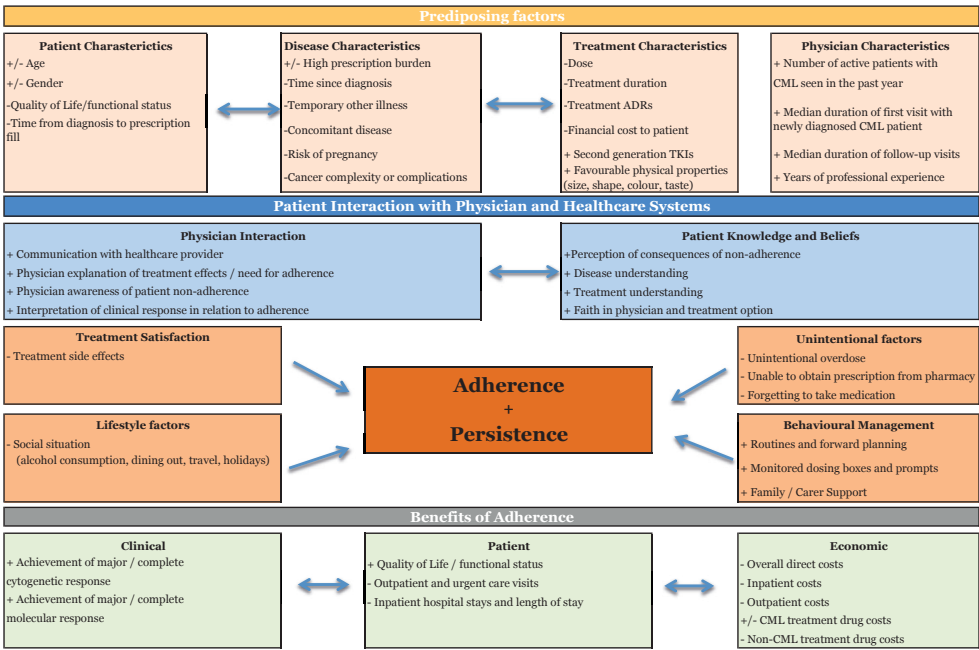 Prediposing factors
Patient Charasterictics
+/- Age
+/- Gender
-Quality of Life/functional status
-Time from diagnosis to prescription
fill
Disease Characteristics
+/- High prescription burden
-Time since diagnosis
-Temporary other illness
-Concomitant disease
-Risk of pregnancy
-Cancer complexity or complications
Treatment Characteristics
-Dose
-Treatment duration
-Treatment ADRs
-Financial cost to patient
+ Second generation TKIs
+ Favourable physical properties
(size, shape, colour, taste)
Physician Characteristics
+ Number of active patients with
CML seen in the past year
+ Median duration of first visit with
newly diagnosed CML patient
+ Median duration of follow-up visits
+ Years of professional experience
Patient Interaction with Physician and Healthcare Systems
Physician Interaction
+ Communication with healthcare provider
+ Physician explanation of treatment effects / need for adherence
+ Physician awareness of patient non-adherence
+ Interpretation of clinical response in relation to adherence
Patient Knowledge and Beliefs
+Perception of consequences of non-adherence
+ Disease understanding
+ Treatment understanding
+ Faith in physician and treatment option
Treatment Satisfaction
- Treatment side effects
Lifestyle factors
- Social situation
(alcohol consumption, dining out, travel, holidays)
Adherence
+
Persistence
Unintentional factors
- Unintentional overdose
- Unable to obtain prescription from pharmacy
- Forgetting to take medication
Behavioural Management
+ Routines and forward planning
+ Monitored dosing boxes and prompts
+ Family / Carer Support
Benefits of Adherence
Clinical
+ Achievement of major / complete
cytogenetic response
+ Achievement of major / complete
molecular response
Patient
+ Quality of Life / functional status
- Outpatient and urgent care visits
- Inpatient hospital stays and length of stay
Economic
- Overall direct costs
- Inpatient costs
- Outpatient costs
+/- CML treatment drug costs
- Non-CML treatment drug costs